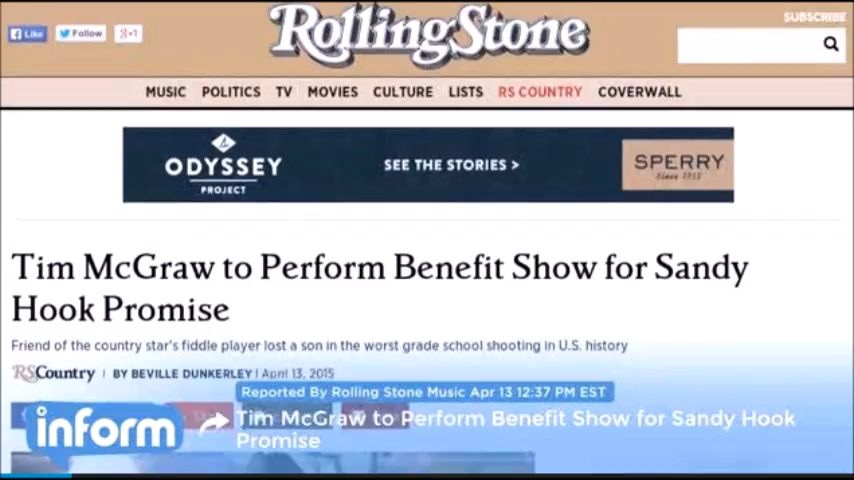 RollingStone
SUBSCRIBE
Like
Follow
g+1
MUSIC POLITICS TV MOVIES CULTURE LISTS RS COUNTRY COVERWALL
ODYSSEY
PROJECT
SEE THE STORIES >
SPERRY
Since 1935
Tim McGraw to Perform Benefit Show for Sandy
Hook Promise
Friend of the country star's fiddle player lost a son in the worst grade school shooting in U.S. history
RSCountry | BY BEVILLE DUNKERLEY | April 13, 2015
Reported By Rolling Stone Music Apr 13 12:37 PM EST
inform
Tim McGraw to Perform Benefit Show for Sandy Hook
Promise